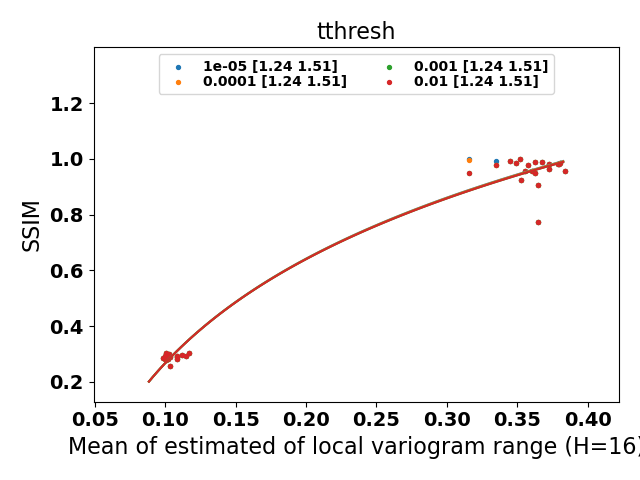 tthresh
1e-05 [1.24 1.51]
0.0001 [1.24 1.51]
0.001 [1.24 1.51]
0.01 [1.24 1.51]
SSIM
1.2
1.0
0.8
0.6
0.4
0.2
0.05 0.10 0.15 0.20 0.25 0.30 0.35 0.40
Mean of estimated of local variogram range (H=16)